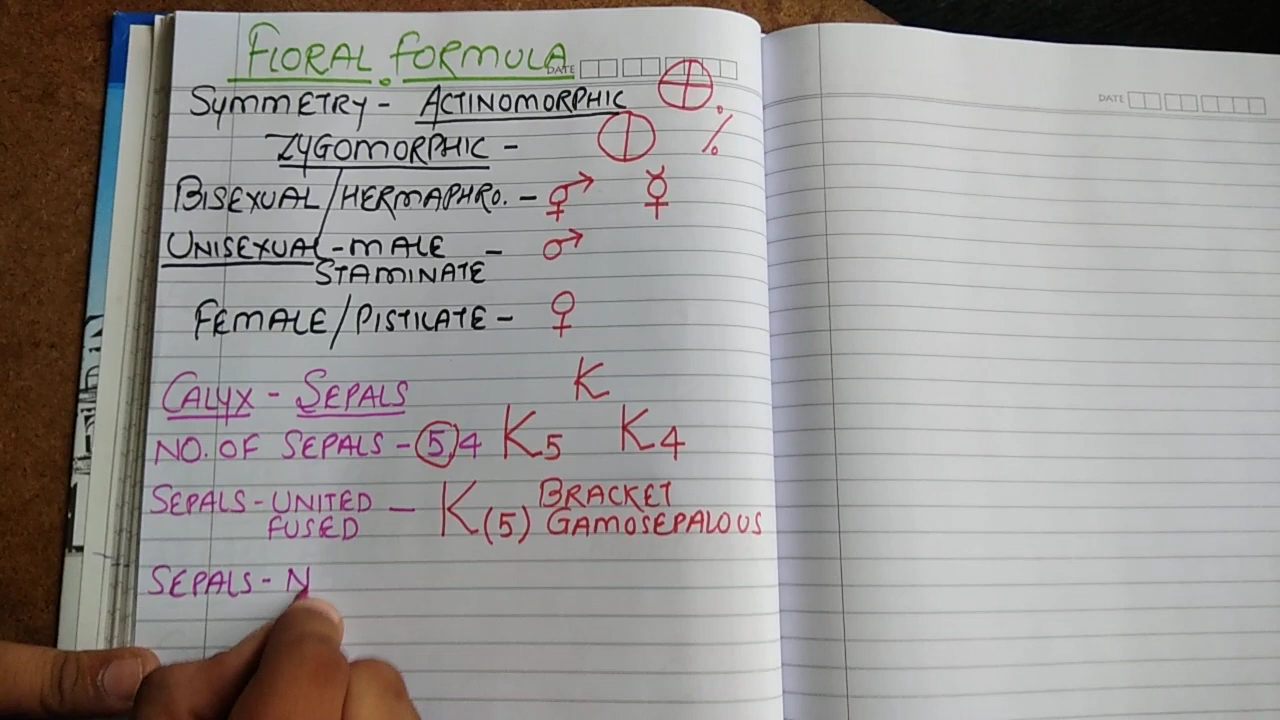 FLORAL FORMULA
DATE
SYMMETRY - ACTINOMORPHIC ⊕.
ZYGOMORPHIC - ⦶ %
BISEXUAL/HERMAPHRO. - ⚥ ☿
UNISEXUAL - MALE - ♂
STAMINATE
FEMALE/PISTILATE - ♀
CALYX - SEPALS K
NO. OF SEPALS - 5,4 K5 K4
SEPALS - UNITED - K(5) BRACKET
FUSED GAMOSEPALOUS
SEPALS - N
DATE